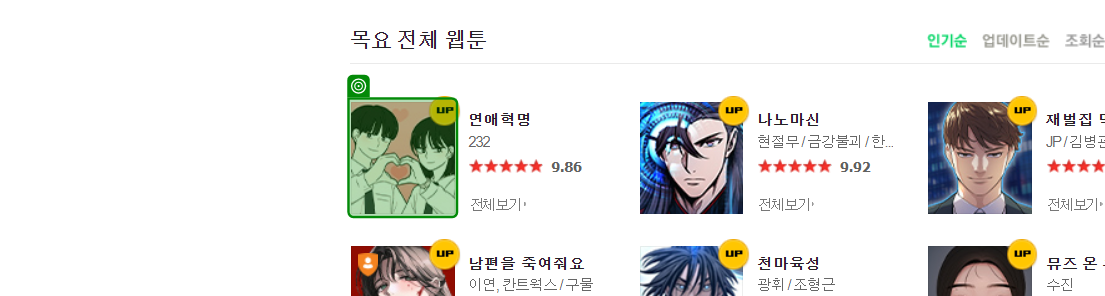 목요 전체 웹툰
인기순 업데이트순 조회순
UP
연애혁명
232
9.86
전체보기
UP
나노마신
현절무 / 금강불괴 / 한...
9.92
전체보기
UP
재벌집
JP / 김병관
전체보기
UP
남편을 죽여줘요
이연, 칸트웍스 / 구물
UP
천마육성
광휘 / 조형근
UP
뮤즈 온
수진